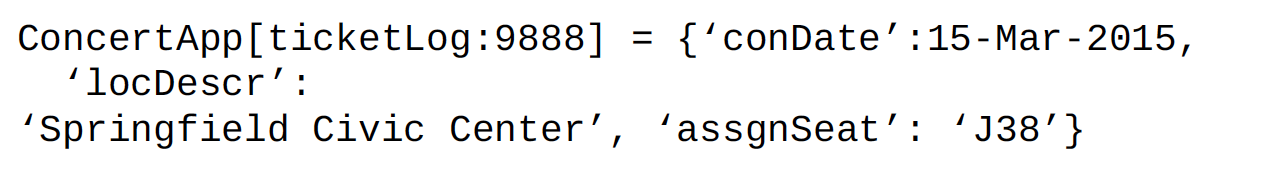 ConcertApp[ticketLog:9888] = {‘conDate’:15-Mar-2015,
‘locDescr’:
‘Springfield Civic Center’, ‘assgnSeat’: ‘J38’}